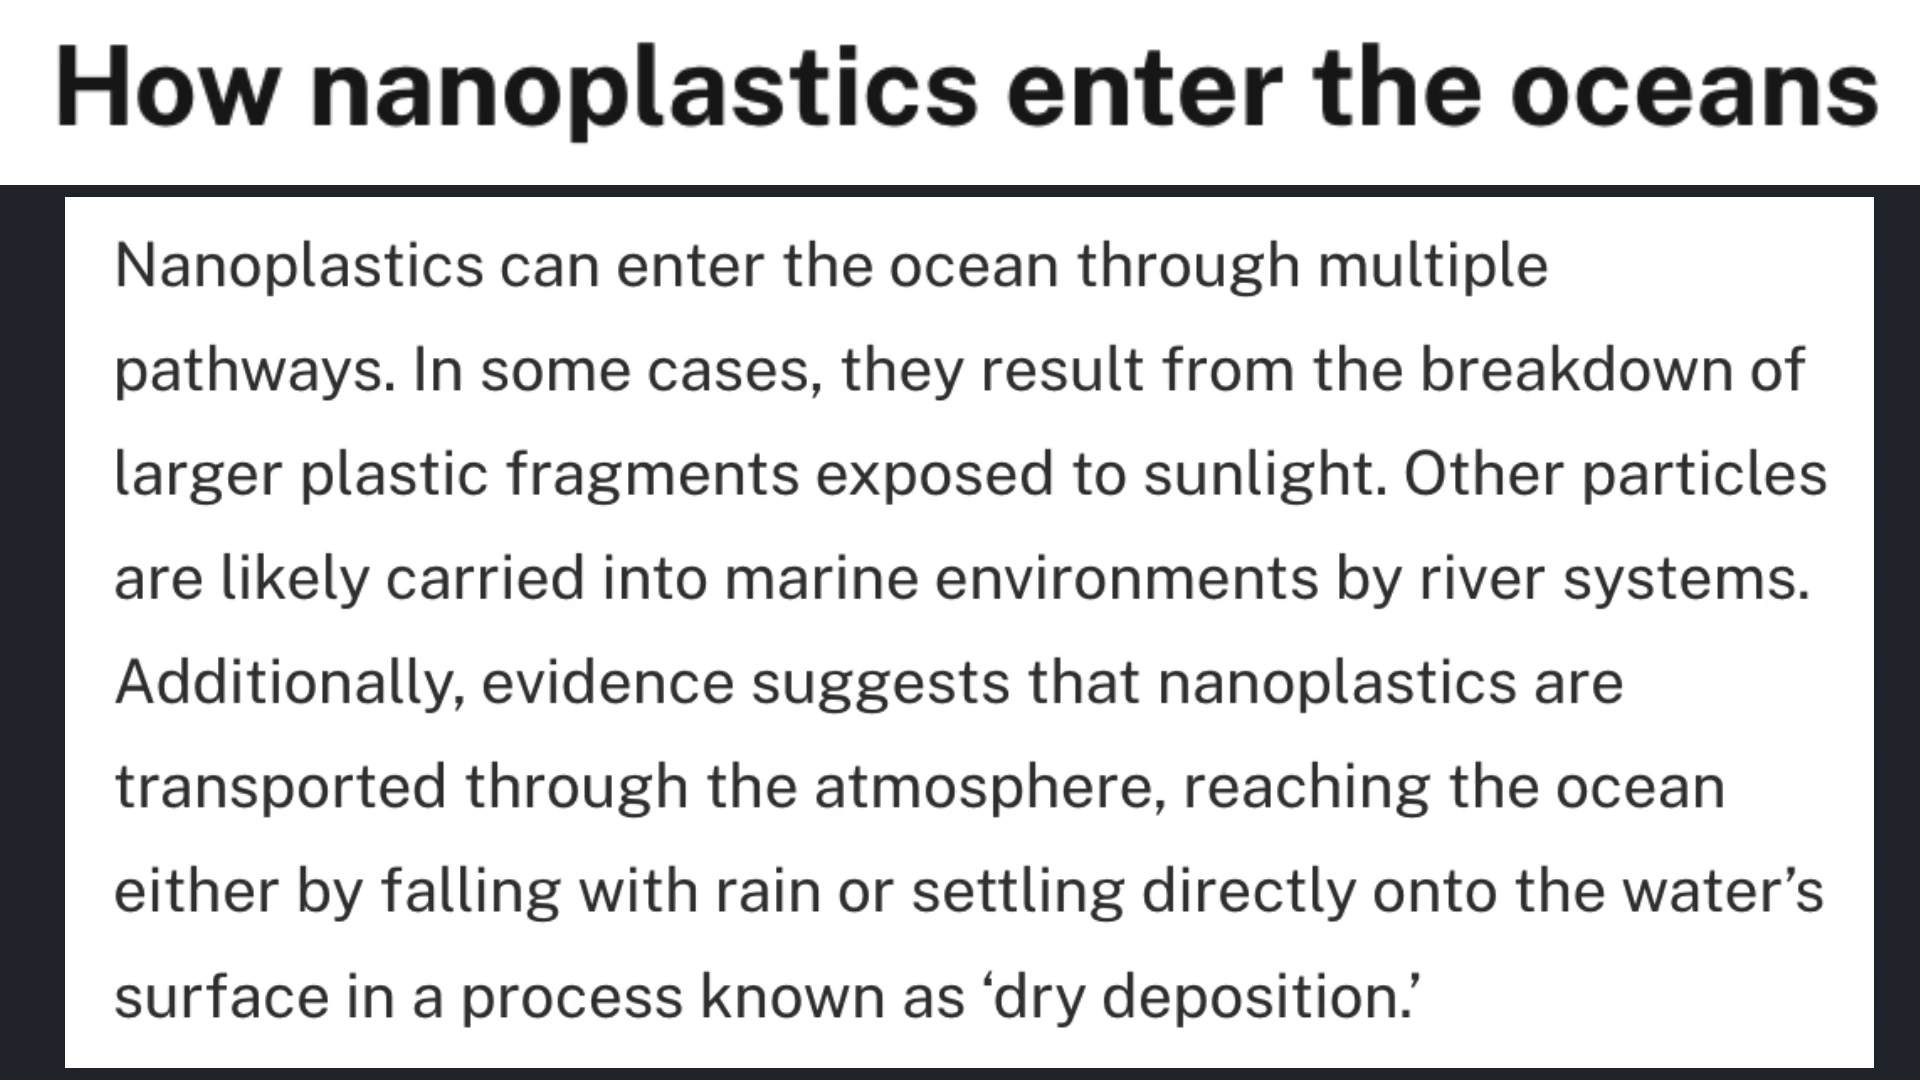 How nanoplastics enter the oceans
Nanoplastics can enter the ocean through multiple
pathways. In some cases, they result from the breakdown of
larger plastic fragments exposed to sunlight. Other particles
are likely carried into marine environments by river systems.
Additionally, evidence suggests that nanoplastics are
transported through the atmosphere, reaching the ocean
either by falling with rain or settling directly onto the water’s
surface in a process known as ‘dry deposition.’